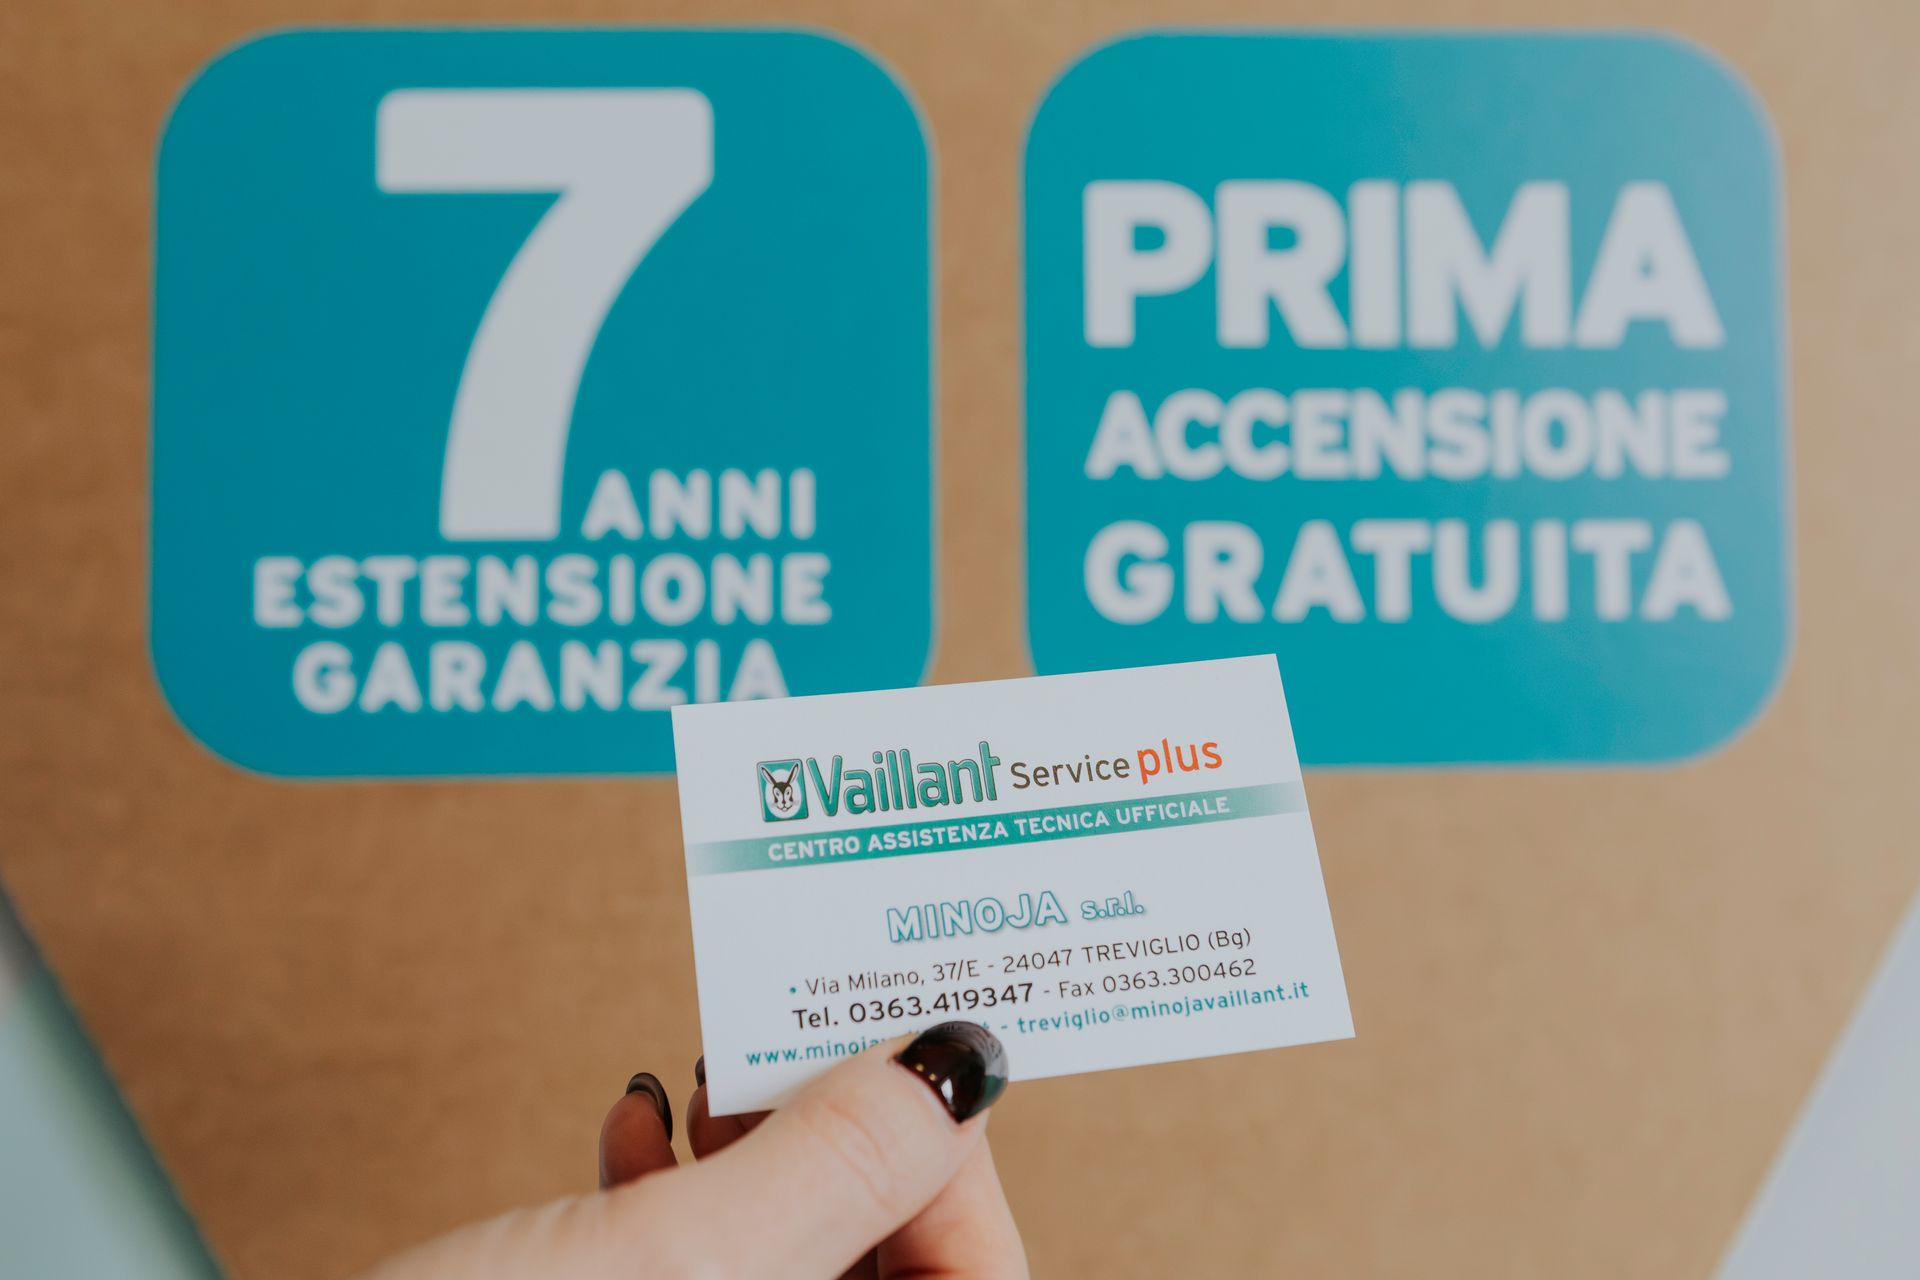 7
ANNI
ESTENSIONE
GARANZIA
PRIMA
ACCENSIONE
GRATUITA
Vaillant Service plus
CENTRO ASSISTENZA TECNICA UFFICIALE
MINOJA s.r.l.
• Via Milano, 37/E - 24047 TREVIGLIO (Bg)
Tel. 0363.419347 - Fax 0363.300462
- treviglio@minojavaillant.it